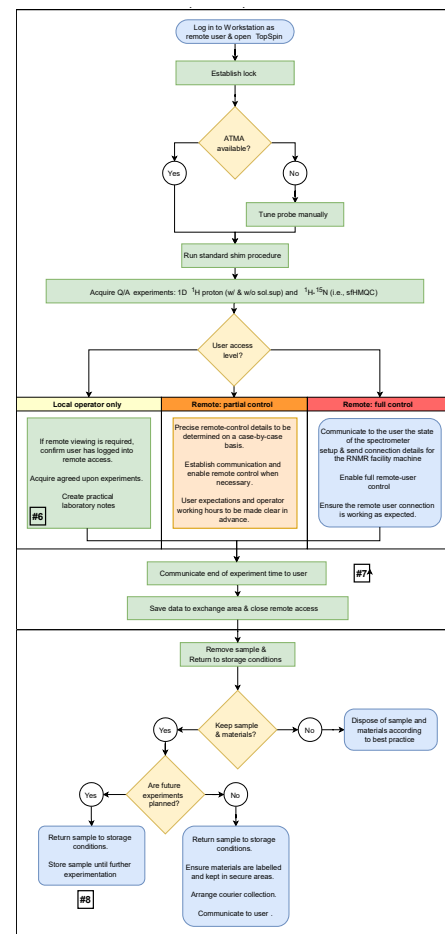 Log in to Workstation as
remote user & open TopSpin
Establish lock
ATMA
available?
Yes
No
Tune probe manually
Run standard shim procedure
Acquire Q/A experiments: 1D 1H proton (w/ & w/o sol.sup) and 1H-15N (i.e., sfHMQC)
User access
level?
Local operator only
Remote: partial control
Remote: full control
If remote viewing is required,
confirm user has logged into
remote access.
Acquire agreed upon experiments.
Create practical
laboratory notes
#6
Precise remote-control details to be
determined on a case-by-case
basis.
Establish communication and
enable remote control when
necessary.
User expectations and operator
working hours to be made clear in
advance.
Communicate to the user the state of
the spectrometer
setup & send connection details for
the RNMR facility machine
Enable full remote-user
control
Ensure the remote user connection
is working as expected.
Communicate end of experiment time to user
#7
Save data to exchange area & close remote access
Remove sample &
Return to storage conditions
Keep sample
& materials?
Yes
No
Dispose of sample and
materials according
to best practice
Are future
experiments
planned?
Yes
No
Return sample to storage
conditions.
Store sample until further
experimentation
#8
Return sample to storage
conditions.
Ensure materials are labelled
and kept in secure areas.
Arrange courier collection.
Communicate to user .